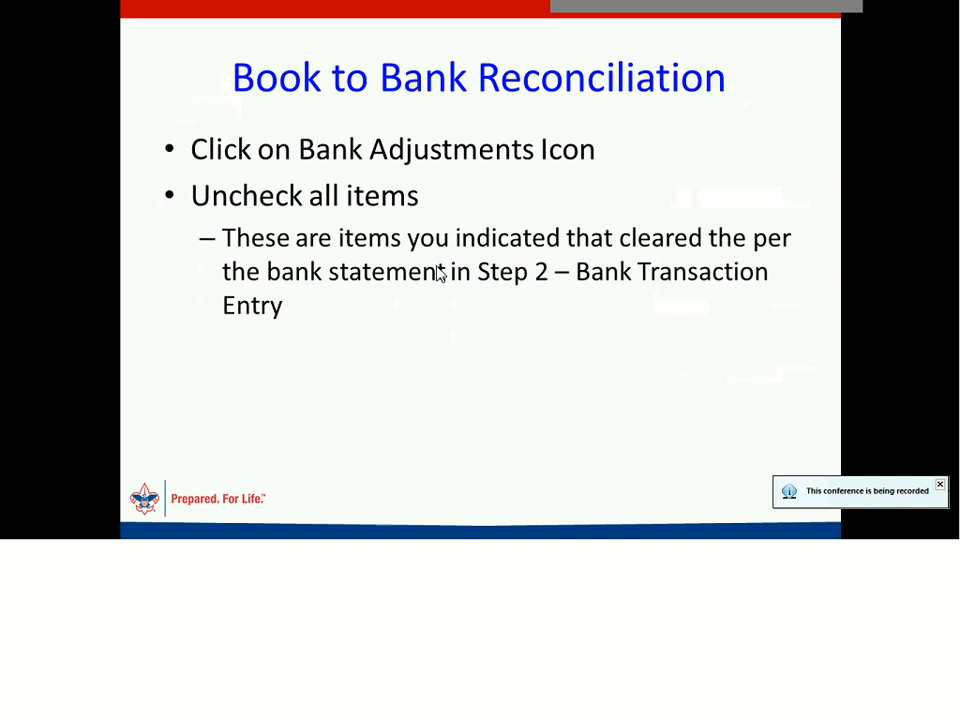 Book to Bank Reconciliation
• Click on Bank Adjustments Icon
• Uncheck all items
– These are items you indicated that cleared the per
the bank statement in Step 2 – Bank Transaction
Entry
Prepared. For Life.™
This conference is being recorded